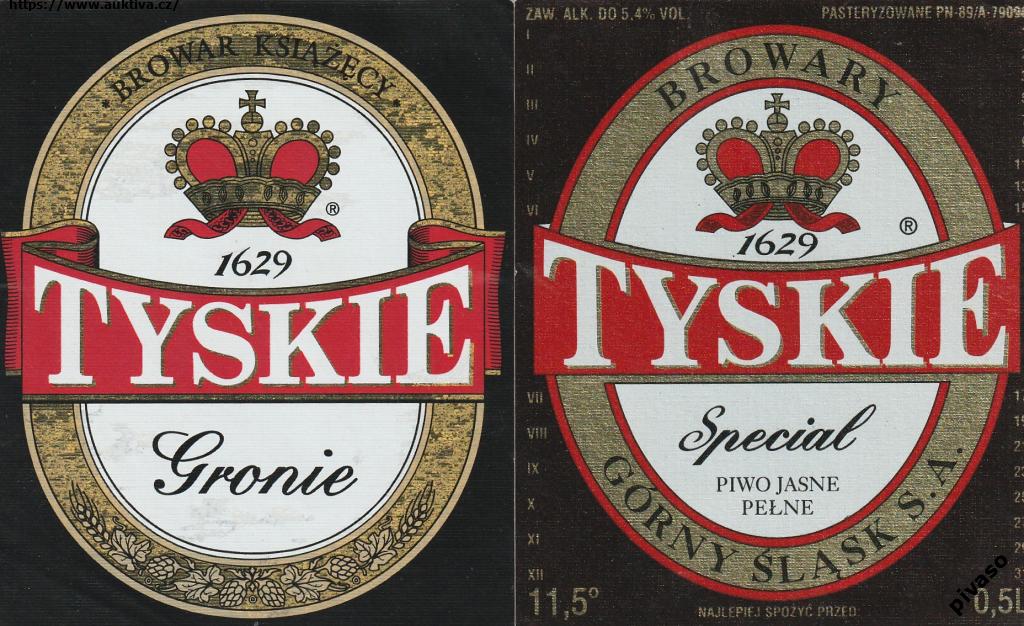 https://www.auktiva.cz/
· BROWAR KSIĄŻĘCY ·
®
1629
TYSKIE
Gronie
ZAW. ALK. DO 5,4% VOL.
PASTERYZOWANE PN-89/A-7909
I
II
III
IV
V
VI
BROWARY
®
1629
TYSKIE
VII
VIII
IX
X
XI
XII
Special
PIWO JASNE
PEŁNE
GÓRNY ŚLĄSK S.A.
11,5°
NAJLEPIEJ SPOŻYĆ PRZED:
0,5L
pivaso